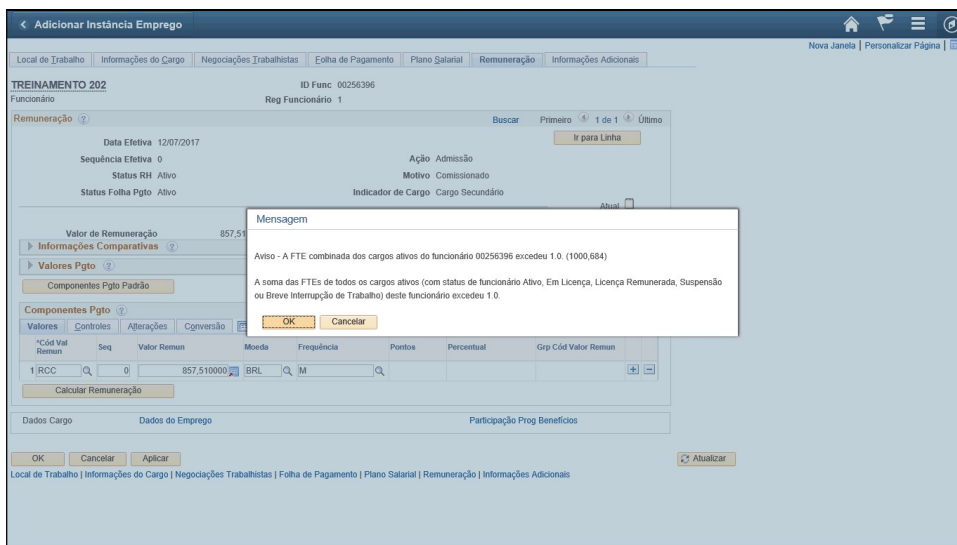 Adicionar Instância Emprego
Nova Janela | Personalizar Página |
Local de Trabalho Informações do Cargo Negociações Trabalhistas Folha de Pagamento Plano Salarial Remuneração Informações Adicionais
TREINAMENTO 202 ID Func 00256396
Funcionário Reg Funcionário 1
Remuneração Buscar Primeiro 1 de 1 Último
Ir para Linha
Data Efetiva 12/07/2017
Sequência Efetiva 0 Ação Admissão
Status RH Ativo Motivo Comissionado
Status Folha Pgto Ativo Indicador de Cargo Cargo Secundário
Atual
Valor de Remuneração 857,51
Informações Comparativas
Valores Pgto
Componentes Pgto Padrão
Mensagem
Aviso - A FTE combinada dos cargos ativos do funcionário 00256396 excedeu 1.0. (1000,684)
A soma das FTEs de todos os cargos ativos (com status de funcionário Ativo, Em Licença, Licença Remunerada, Suspensão
ou Breve Interrupção de Trabalho) deste funcionário excedeu 1.0.
OK Cancelar
Componentes Pgto
Valores Controles Alterações Conversão
*Cód Val Remun Seq Valor Remun Moeda Frequência Pontos Percentual Grp Cód Valor Remun
1 RCC 0 857,510000 BRL M
Calcular Remuneração
Dados Cargo Dados do Emprego Participação Prog Benefícios
OK Cancelar Aplicar Atualizar
Local de Trabalho | Informações do Cargo | Negociações Trabalhistas | Folha de Pagamento | Plano Salarial | Remuneração | Informações Adicionais